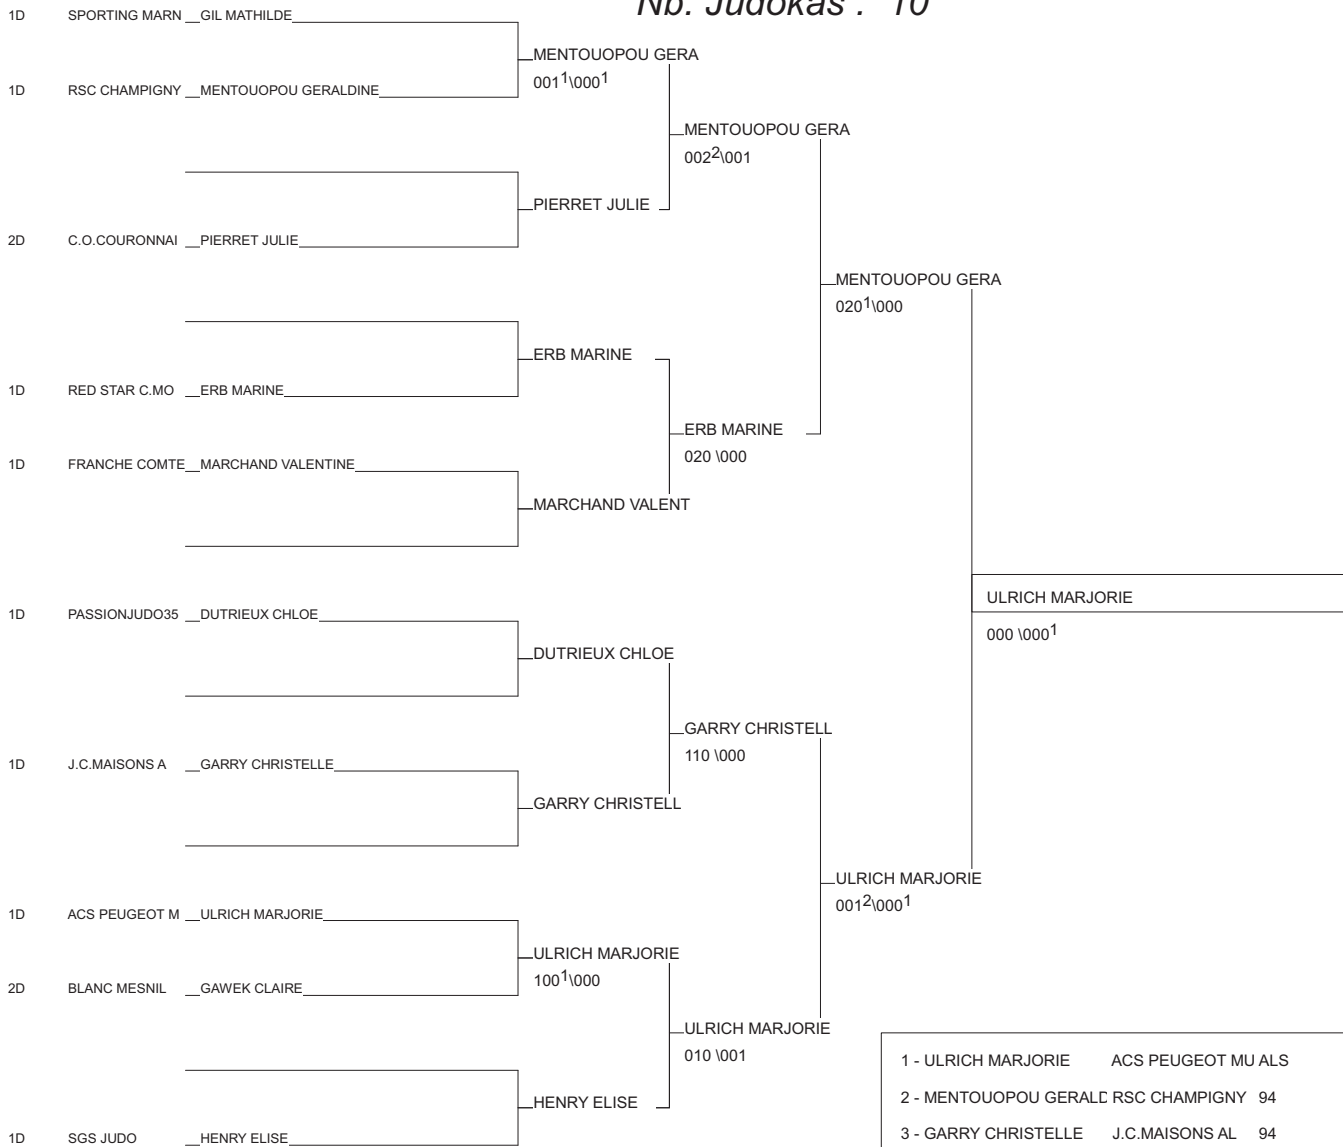 Nb. Judokas : 10
1D SPORTING MARN GIL MATHILDE
MENTOUOPOU GERA
001¹\000¹
1D RSC CHAMPIGNY MENTOUOPOU GERALDINE
MENTOUOPOU GERA
002²\001
PIERRET JULIE
2D C.O.COURONNAI PIERRET JULIE
MENTOUOPOU GERA
020¹\000
ERB MARINE
1D RED STAR C.MO ERB MARINE
ERB MARINE
020 \000
1D FRANCHE COMTE MARCHAND VALENTINE
MARCHAND VALENT
ULRICH MARJORIE
000 \000¹
1D PASSIONJUDO35 DUTRIEUX CHLOE
DUTRIEUX CHLOE
GARRY CHRISTELL
110 \000
1D J.C.MAISONS A GARRY CHRISTELLE
GARRY CHRISTELL
ULRICH MARJORIE
001²\000¹
1D ACS PEUGEOT M ULRICH MARJORIE
ULRICH MARJORIE
100¹\000
2D BLANC MESNIL GAWEK CLAIRE
ULRICH MARJORIE
010 \001
HENRY ELISE
1D SGS JUDO HENRY ELISE
1 - ULRICH MARJORIE ACS PEUGEOT MU ALS
2 - MENTOUOPOU GERALD RSC CHAMPIGNY 94
3 - GARRY CHRISTELLE J.C.MAISONS AL 94